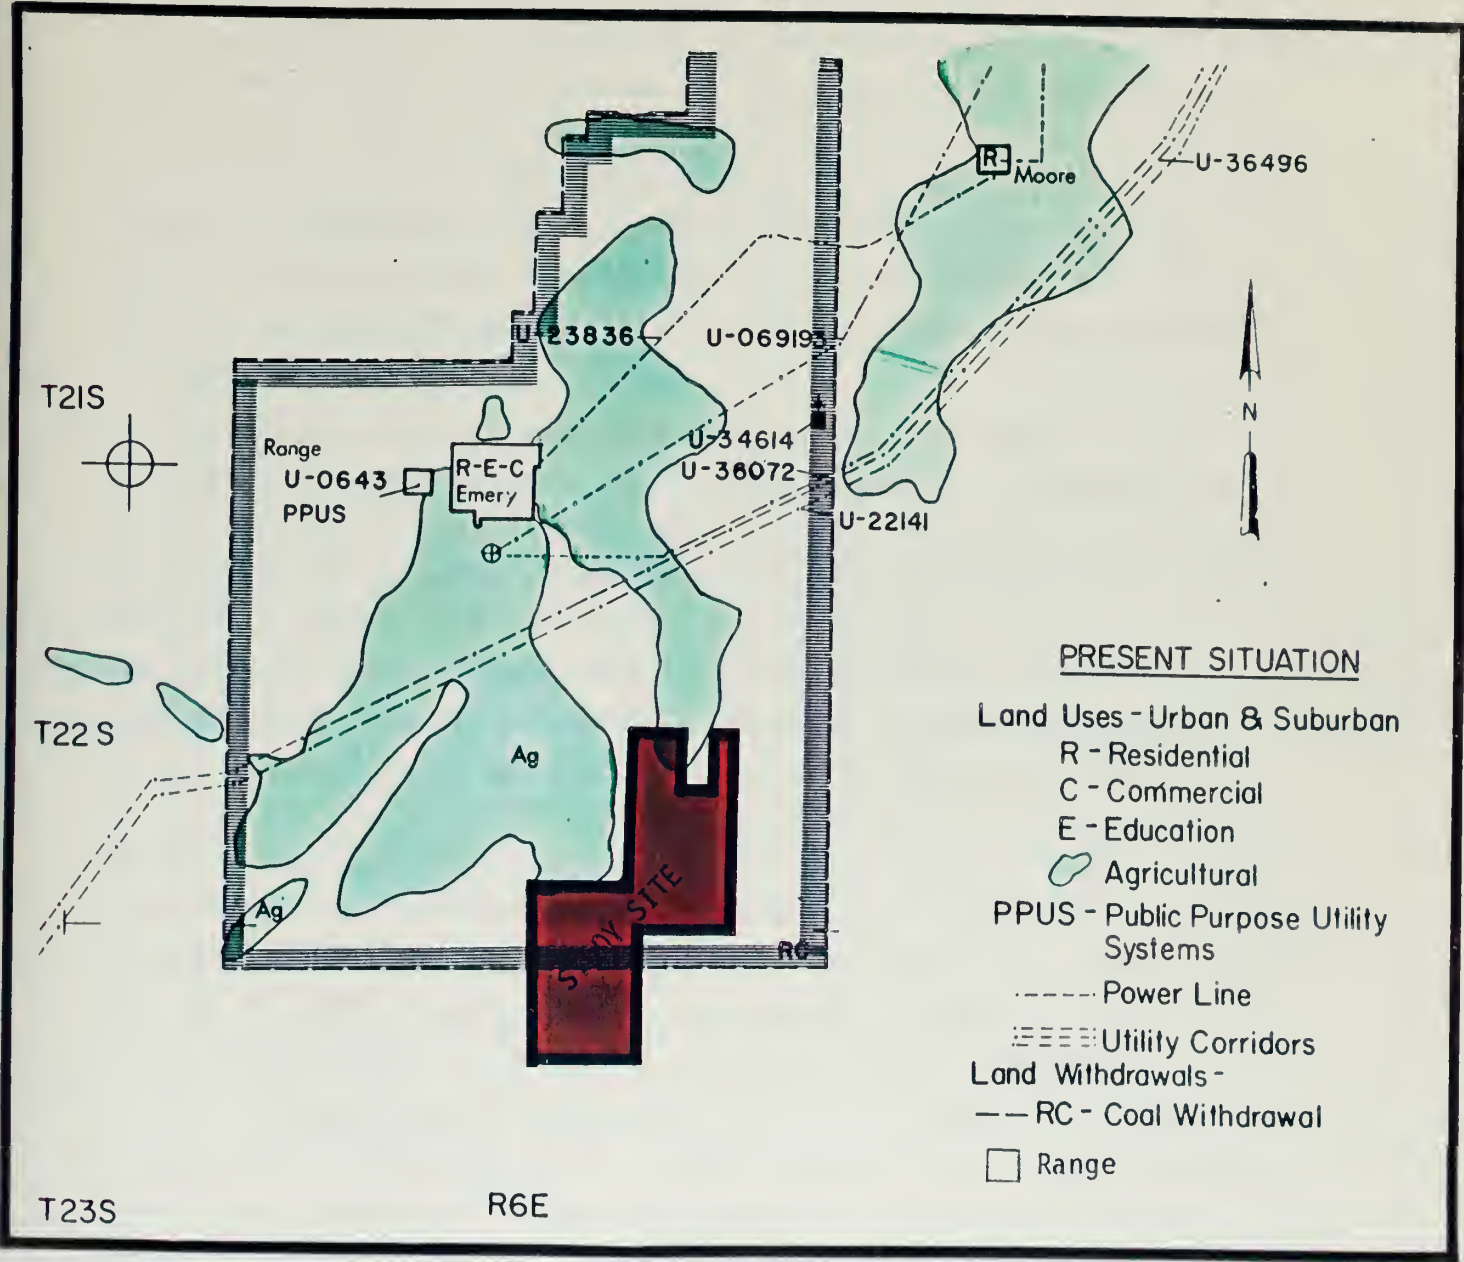 R
Moore
U-36496
U-23836
U-069193
T21S
N
Range
U-34614
R-E-C
U-0643
U-38072
Emery
PPUS
U-22141
PRESENT SITUATION
Land Uses - Urban & Suburban
T22S
R - Residential
Ag
C - Commercial
E - Education
Agricultural
STUDY SITE
Ag
PPUS - Public Purpose Utility
Systems
RC
Power Line
Utility Corridors
Land Withdrawals -
RC - Coal Withdrawal
Range
T23S
R6E